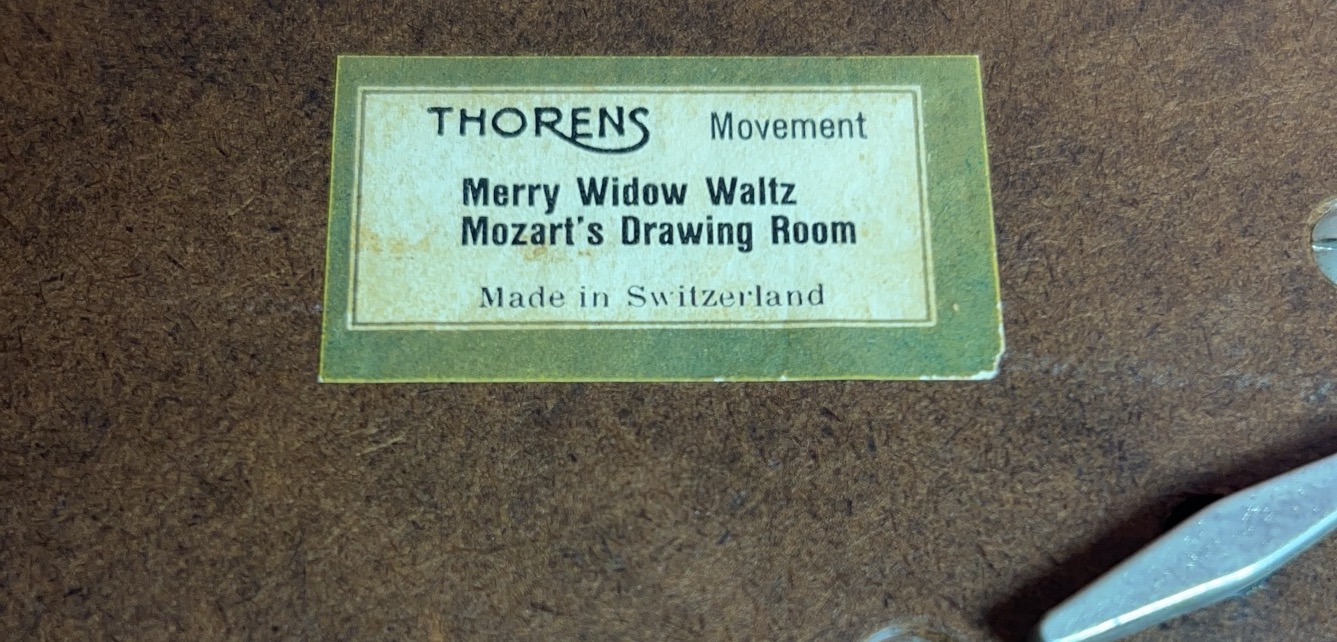 THORENS Movement
Merry Widow Waltz
Mozart's Drawing Room
Made in Switzerland